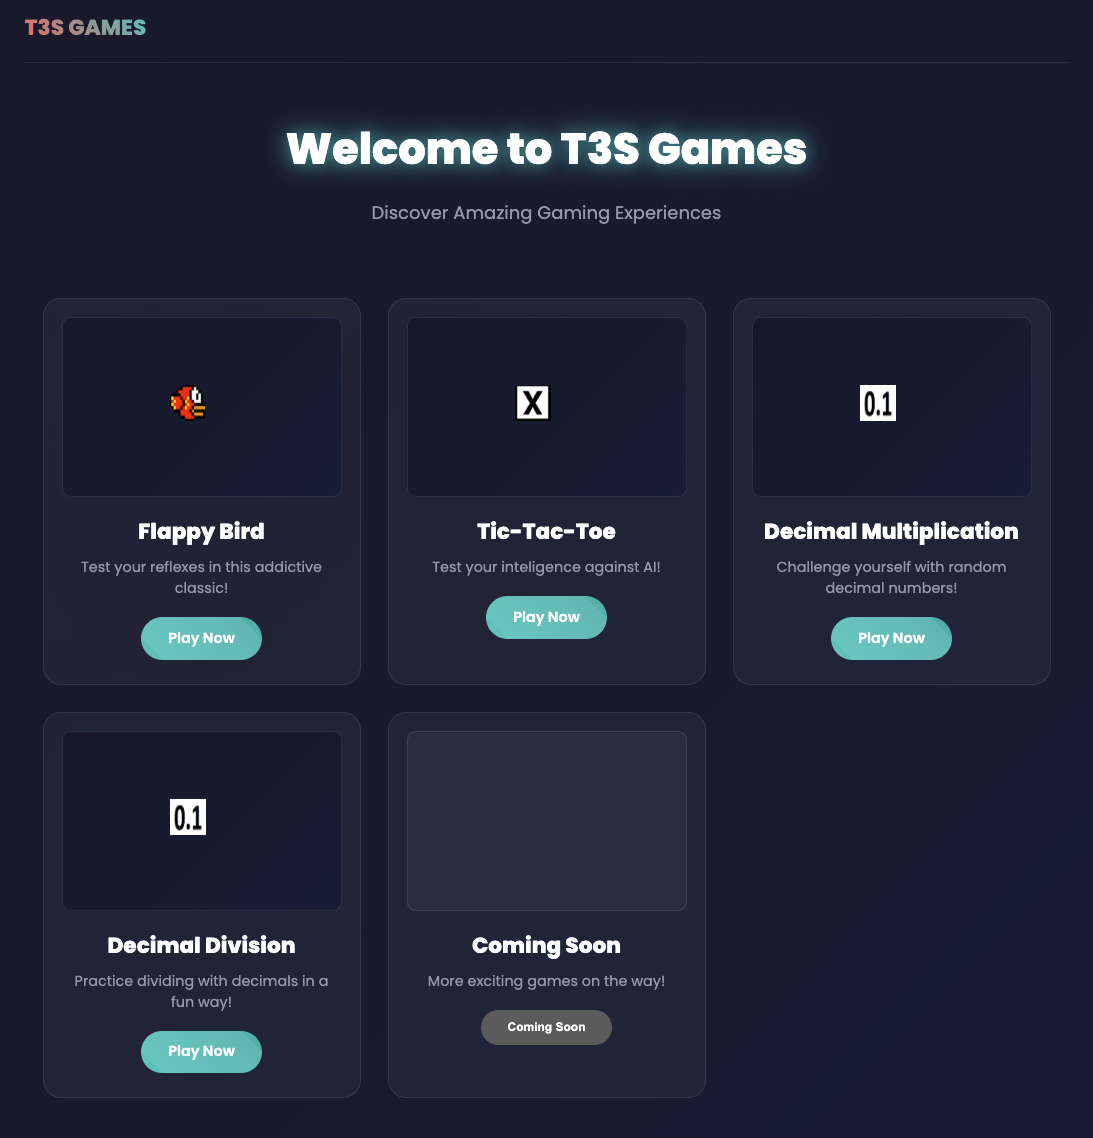 T3S GAMES
Welcome to T3S Games
Discover Amazing Gaming Experiences
X
0.1
Flappy Bird
Tic-Tac-Toe
Decimal Multiplication
Test your reflexes in this addictive
classic!
Test your inteligence against AI!
Challenge yourself with random
decimal numbers!
Play Now
Play Now
Play Now
0.1
Decimal Division
Coming Soon
Practice dividing with decimals in a
fun way!
More exciting games on the way!
Play Now
Coming Soon